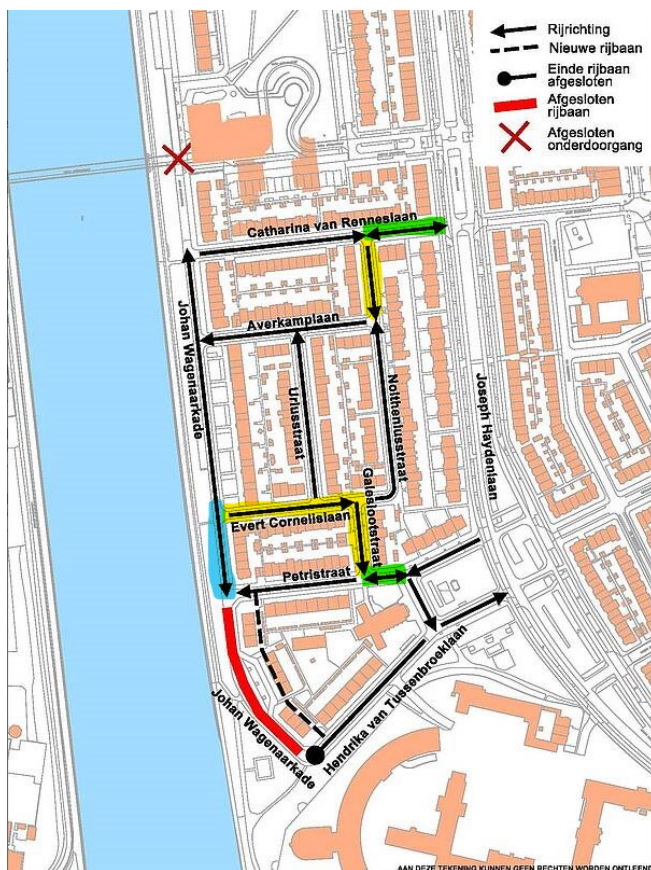 Rijrichting
Nieuwe rijbaan
Einde rijbaan
afgesloten
Afgesloten
rijbaan
Afgesloten
onderdoorgang
Catharina van Renneslaan
Johan Wagenaarkade
Averkamplaan
Uriusstraat
Noltheniusstraat
Joseph Haydenlaan
Evert Cornelislaan
Galeslootstraat
Petristraat
Johan Wagenaarkade
Hendrika van Tussenbroeklaan
AAN DEZE TEKENING KUNNEN GEEN RECHTEN WORDEN ONTLEEND